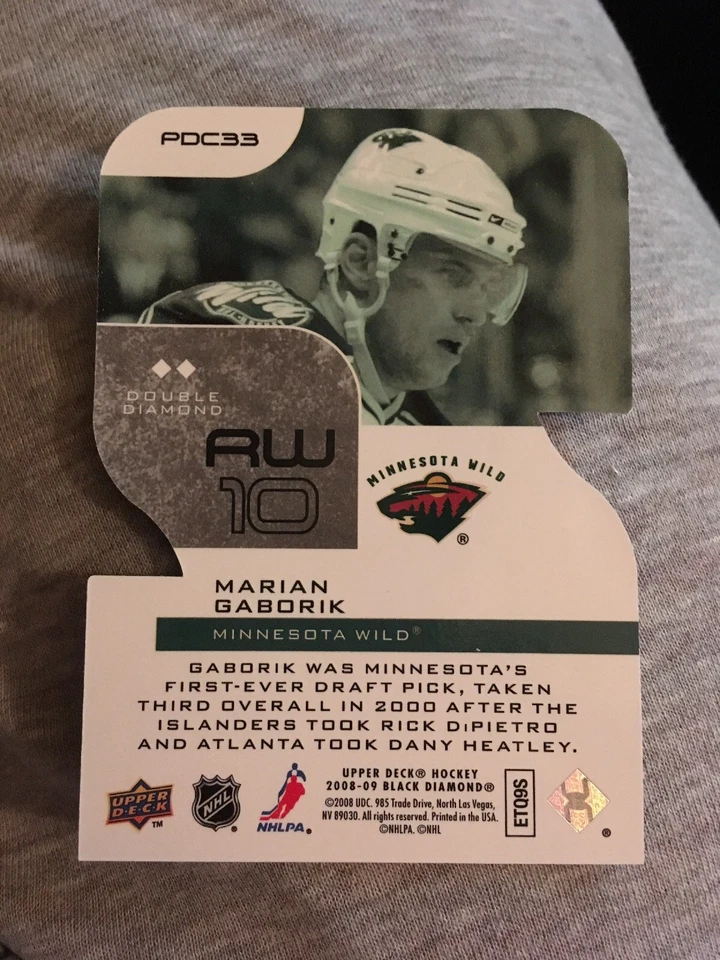 PDC33
Wild
DOUBLE
DIAMOND
RW
10
MINNESOTA WILD
®
MARIAN
GABORIK
MINNESOTA WILD®
GABORIK WAS MINNESOTA'S
FIRST-EVER DRAFT PICK, TAKEN
THIRD OVERALL IN 2000 AFTER THE
ISLANDERS TOOK RICK DiPIETRO
AND ATLANTA TOOK DANY HEATLEY.
UPPER
D·E·C·K
TM
NHL
®
NHLPA.
UPPER DECK® HOCKEY
2008-09 BLACK DIAMOND®
©2008 UDC. 985 Trade Drive, North Las Vegas,
NV 89030. All rights reserved. Printed in the USA.
©NHLPA. ©NHL
ETQ9S
®